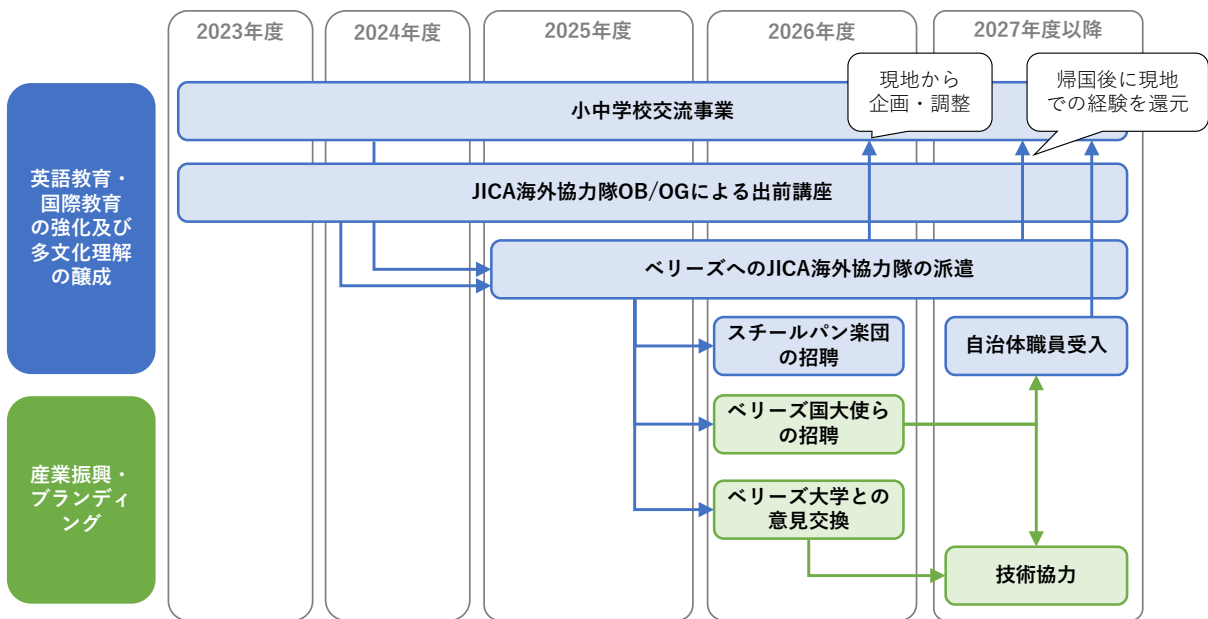 2023年度
2024年度
2025年度
2026年度
2027年度以降
現地から
企画・調整
帰国後に現地
での経験を還元
英語教育・
国際教育
の強化及び
多文化理解
の醸成
小中学校交流事業
JICA海外協力隊OB/OGによる出前講座
ベリーズへのJICA海外協力隊の派遣
スチールパン楽団
の招聘
自治体職員受入
産業振興・
ブランディ
ング
ベリーズ国大使ら
の招聘
ベリーズ大学との
意見交換
技術協力